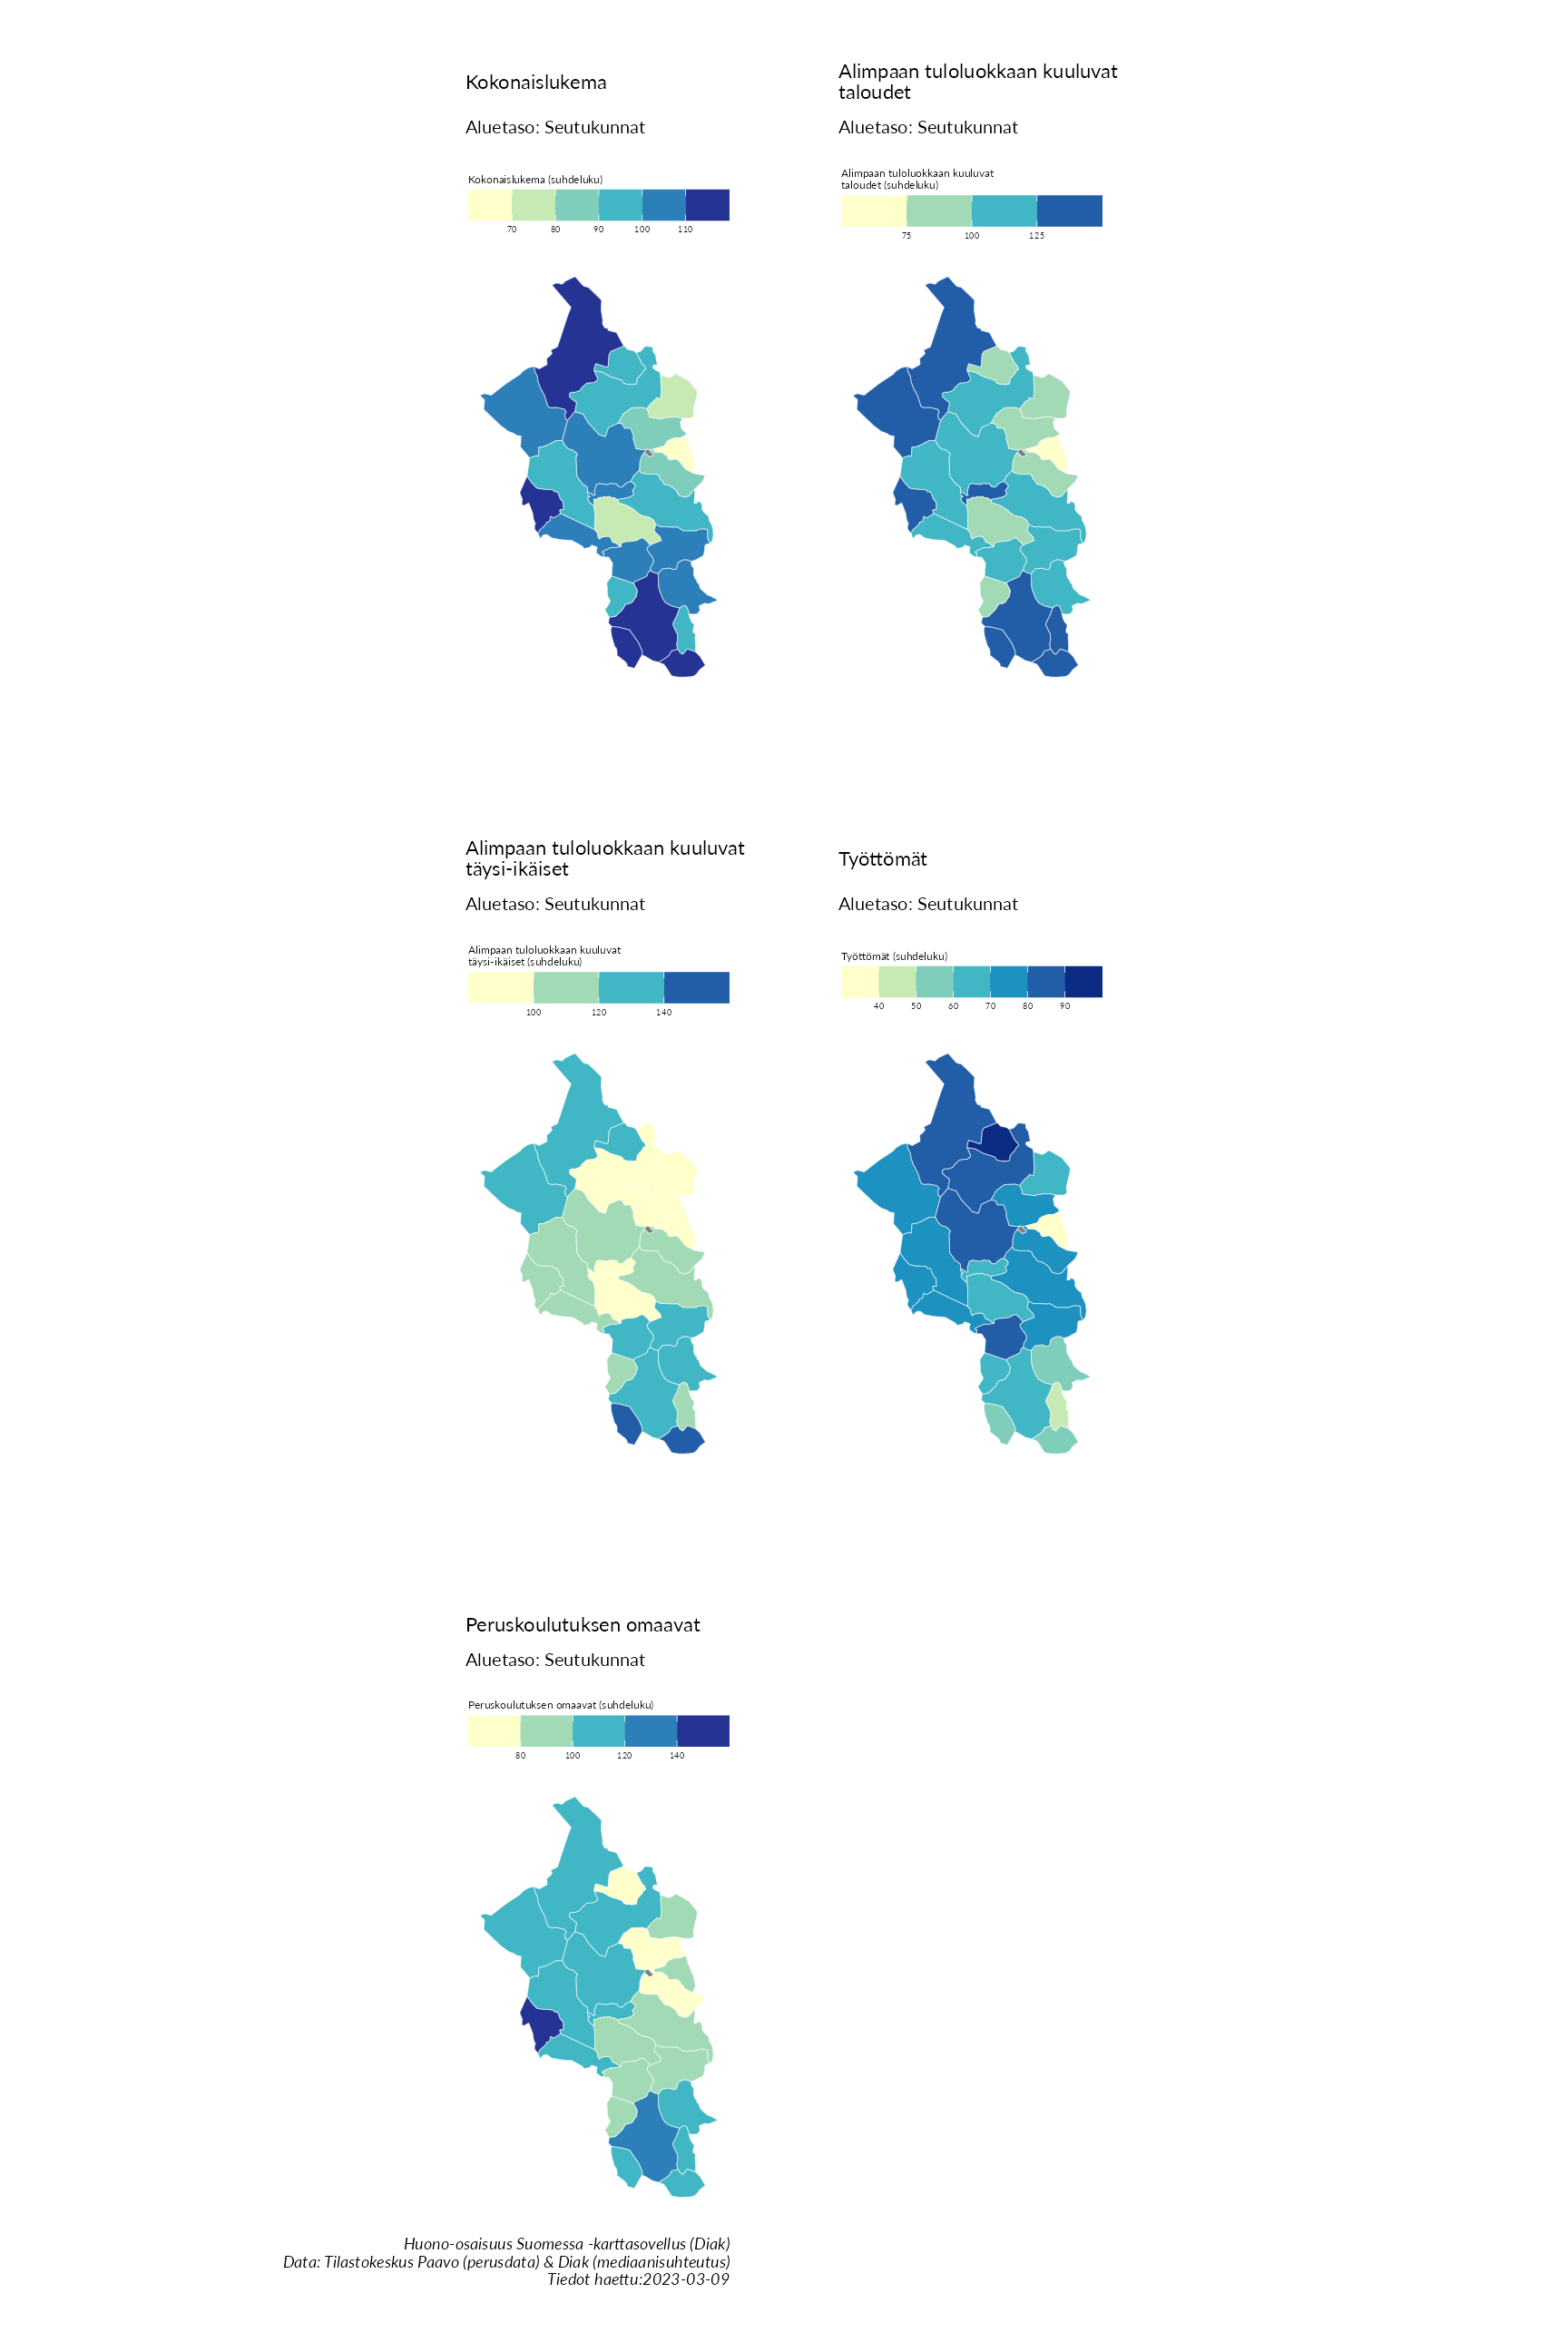 Kokonaislukema
Aluetaso: Seutukunnat
Kokonaislukema (suhdeluku)
70 80 90 100 110
Alimpaan tuloluokkaan kuuluvat
taloudet
Aluetaso: Seutukunnat
Alimpaan tuloluokkaan kuuluvat
taloudet (suhdeluku)
75 100 125
Alimpaan tuloluokkaan kuuluvat
täysi-ikäiset
Aluetaso: Seutukunnat
Alimpaan tuloluokkaan kuuluvat
täysi-ikäiset (suhdeluku)
100 120 140
Työttömät
Aluetaso: Seutukunnat
Työttömät (suhdeluku)
40 50 60 70 80 90
Peruskoulutuksen omaavat
Aluetaso: Seutukunnat
Peruskoulutuksen omaavat (suhdeluku)
80 100 120 140
Huono-osaisuus Suomessa -karttasovellus (Diak)
Data: Tilastokeskus Paavo (perusdata) & Diak (mediaanisuhteutus)
Tiedot haettu:2023-03-09